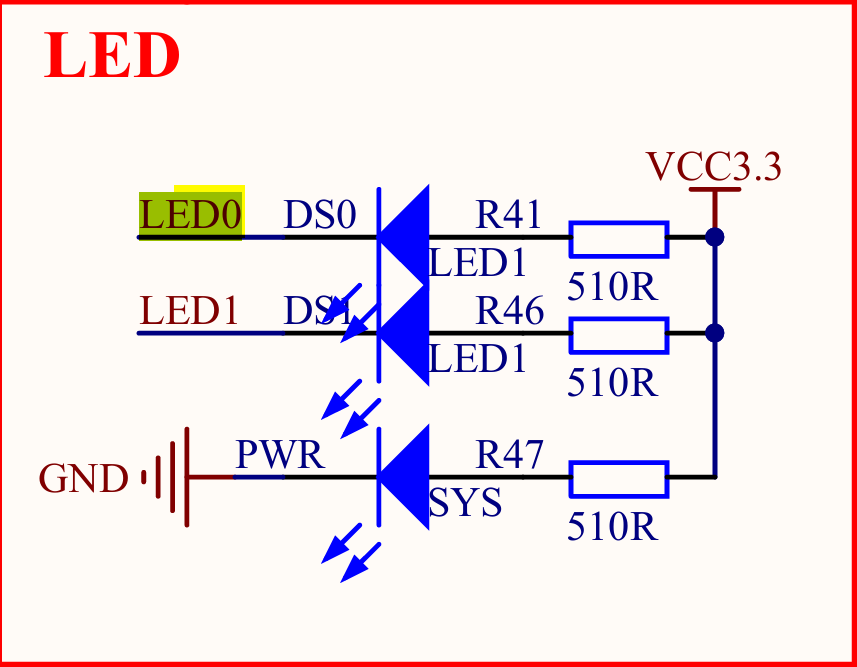 LED
VCC3.3
LED0 DS0 R41
LED1
510R
LED1 DS1 R46
LED1
510R
GND PWR R47
SYS
510R